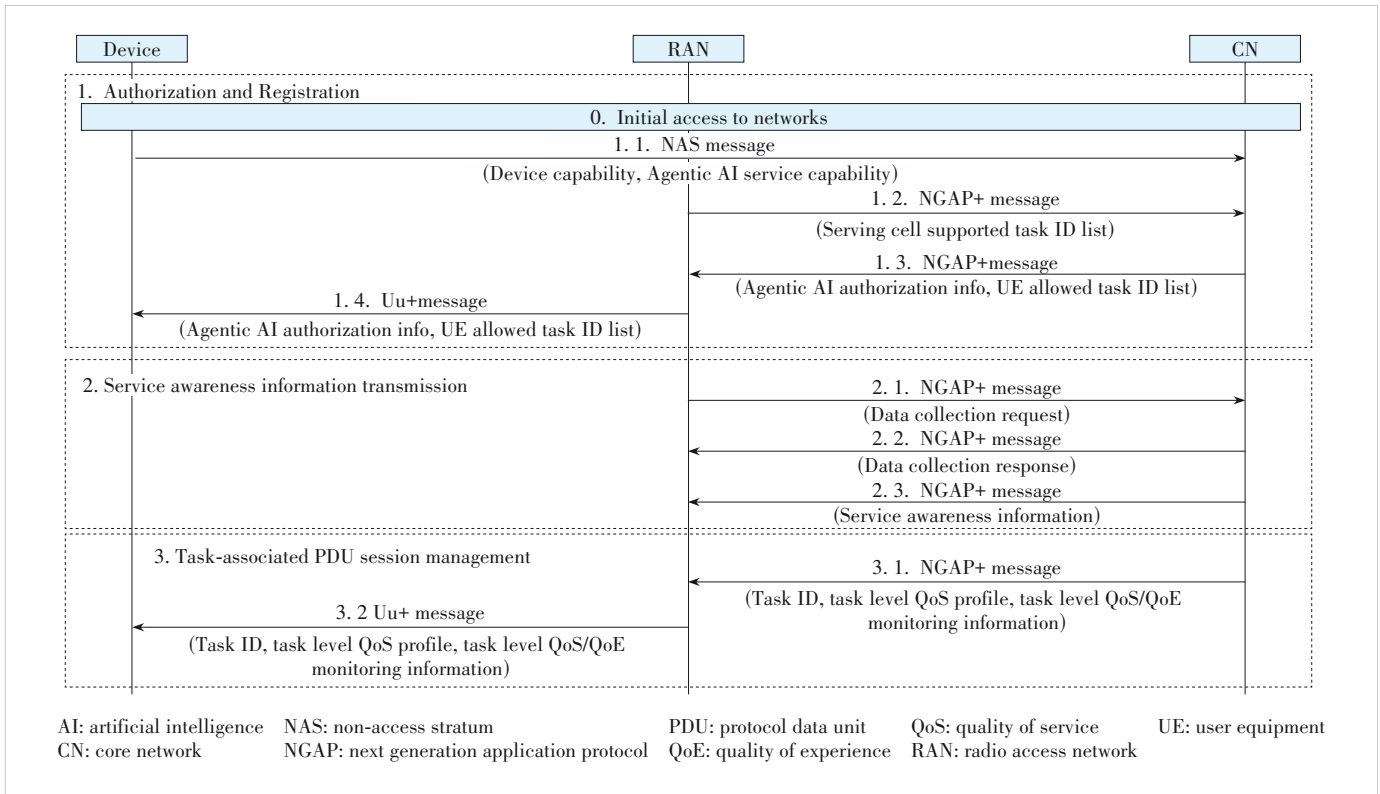 Device RAN CN
1. Authorization and Registration
0. Initial access to networks
1. 1. NAS message
(Device capability, Agentic AI service capability)
1. 2. NGAP+ message
(Serving cell supported task ID list)
1. 3. NGAP+message
(Agentic AI authorization info, UE allowed task ID list)
1. 4. Uu+message
(Agentic AI authorization info, UE allowed task ID list)
2. Service awareness information transmission
2. 1. NGAP+ message
(Data collection request)
2. 2. NGAP+ message
(Data collection response)
2. 3. NGAP+ message
(Service awareness information)
3. Task-associated PDU session management
3. 1. NGAP+ message
(Task ID, task level QoS profile, task level QoS/QoE
monitoring information)
3. 2 Uu+ message
(Task ID, task level QoS profile, task level QoS/QoE
monitoring information)
AI: artificial intelligence NAS: non-access stratum PDU: protocol data unit QoS: quality of service UE: user equipment
CN: core network NGAP: next generation application protocol QoE: quality of experience RAN: radio access network